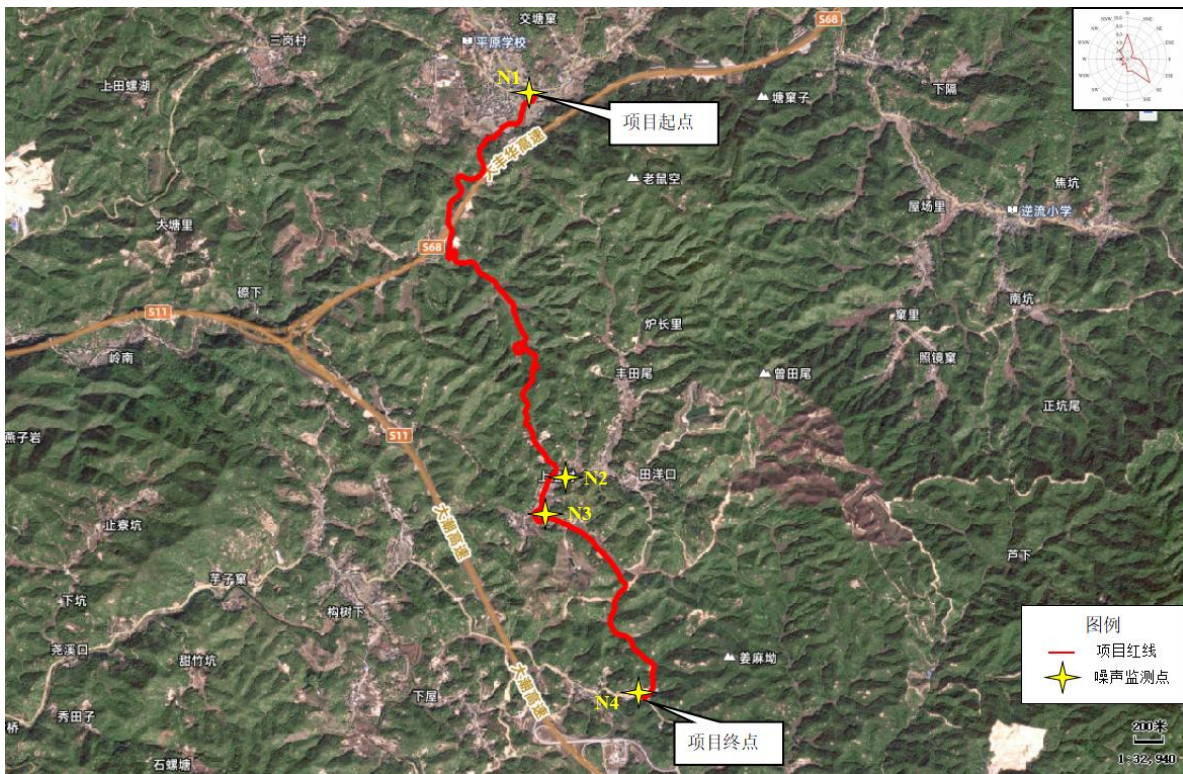 交塘窠
三岗村
平原学校
S68
上田螺湖
N1
塘窠子
下隔
项目起点
大丰华高速
老鼠空
焦坑
屋场里
逆流小学
大塘里
S68
磜下
S11
南坑
窠里
炉长里
岭南
照镜窠
丰田尾
曾田尾
正坑尾
燕子岩
S11
N2
田洋口
N3
止寮坑
大潮高速
芦下
芋子窠
下坑
构树下
图例
项目红线
噪声监测点
尧溪口
甜竹坑
姜麻坳
大潮高速
下屋
N4
秀田子
桥
项目终点
200米
石螺塘
1:32,940